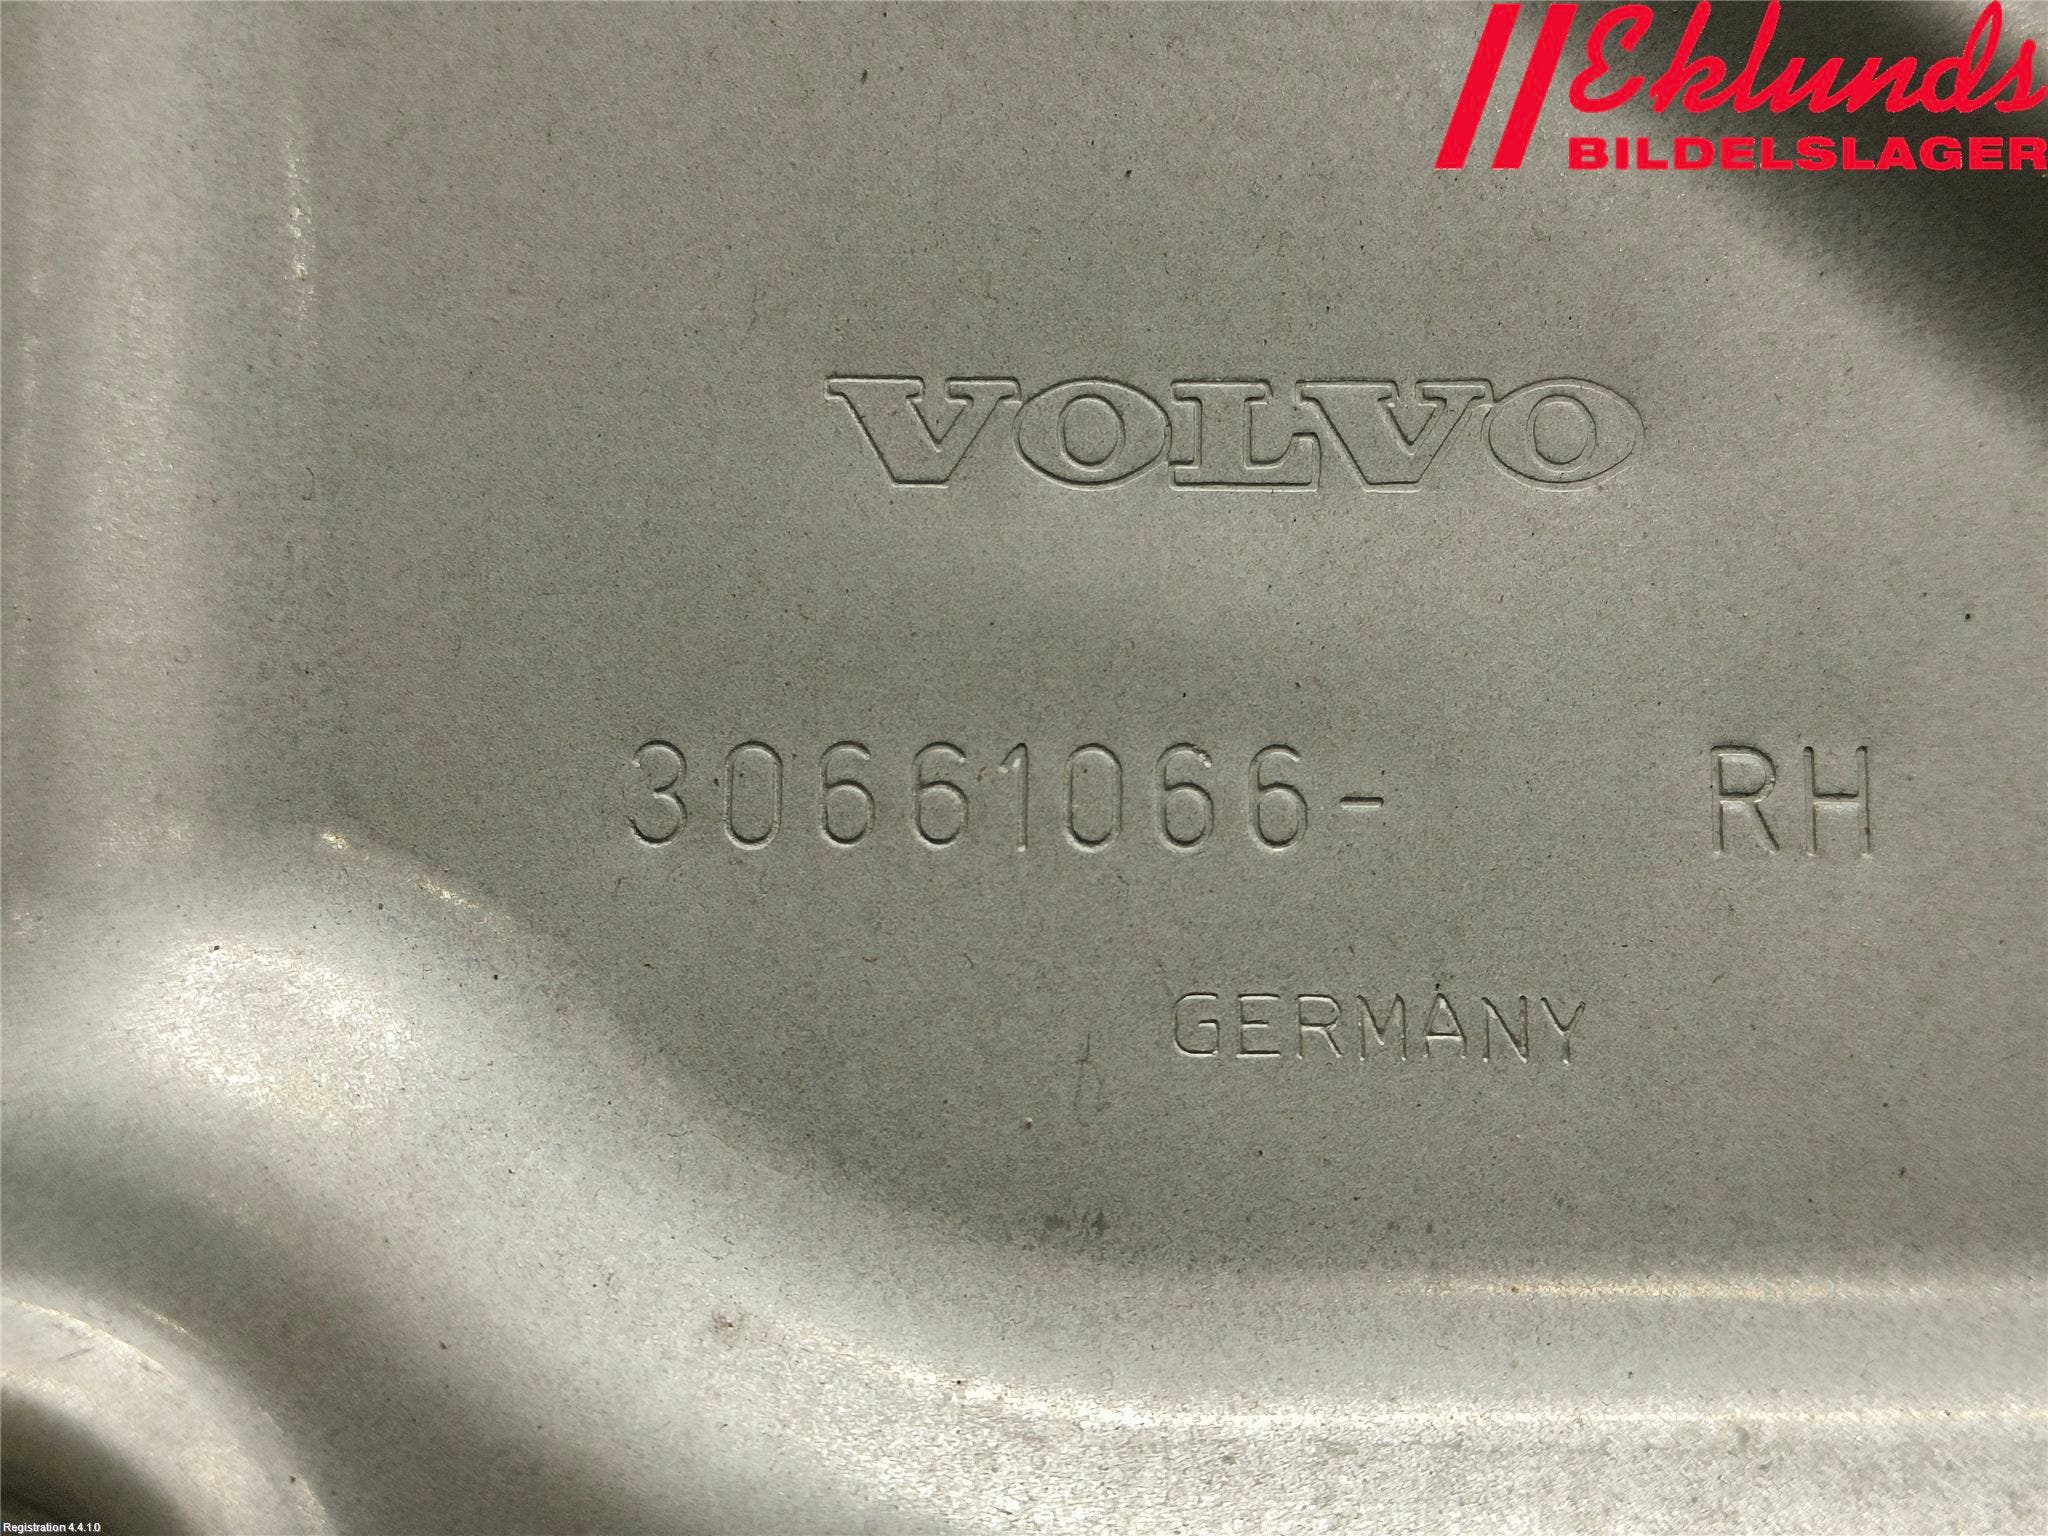 Eklunds
BILDELSLAGER
VOLVO
30661066- RH
GERMANY
Registration 4.4.1.0